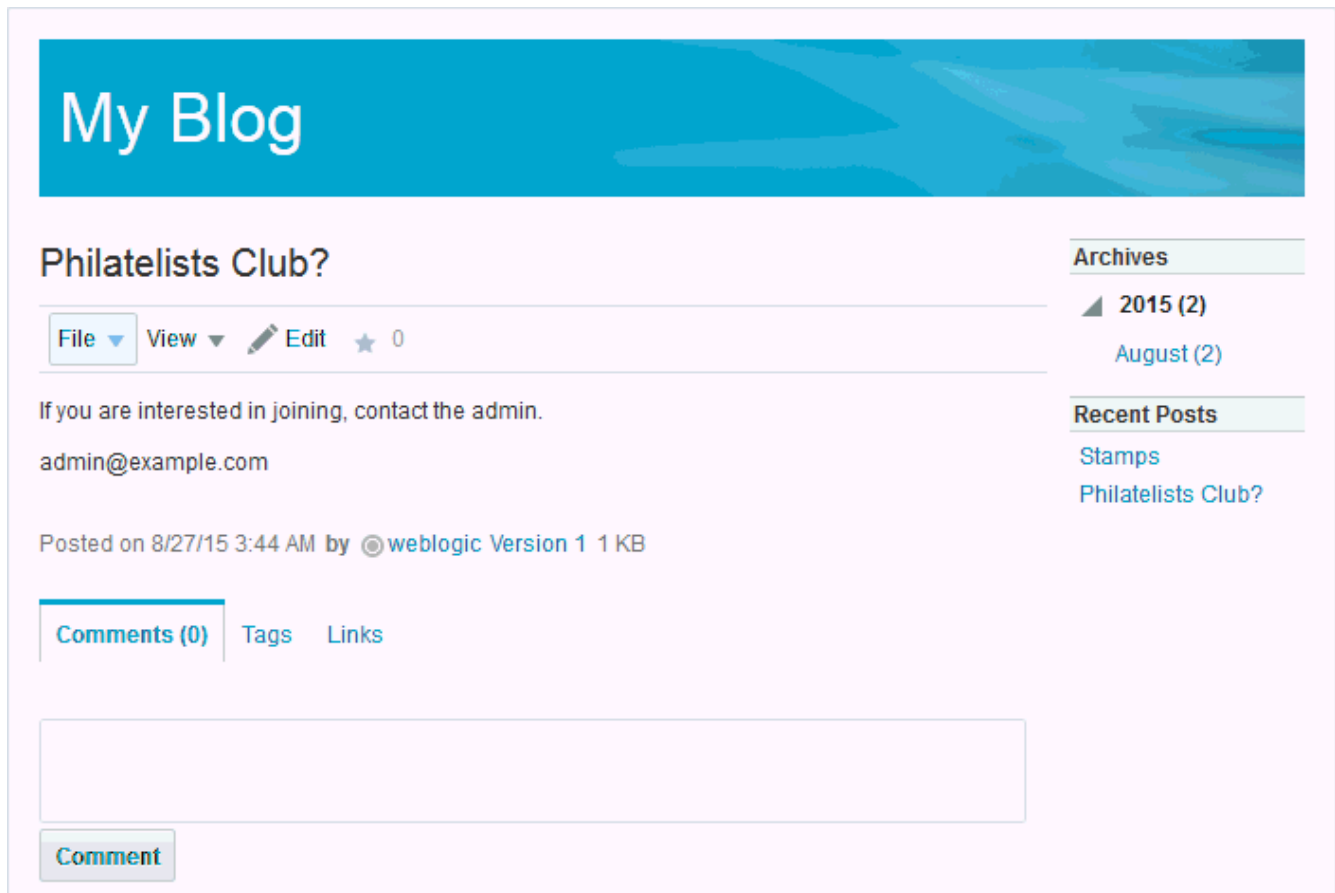 My Blog
Philatelists Club?
File View Edit 0
If you are interested in joining, contact the admin.
admin@example.com
Posted on 8/27/15 3:44 AM by weblogic Version 1 1 KB
Comments (0) Tags Links
Comment
Archives
2015 (2)
August (2)
Recent Posts
Stamps
Philatelists Club?